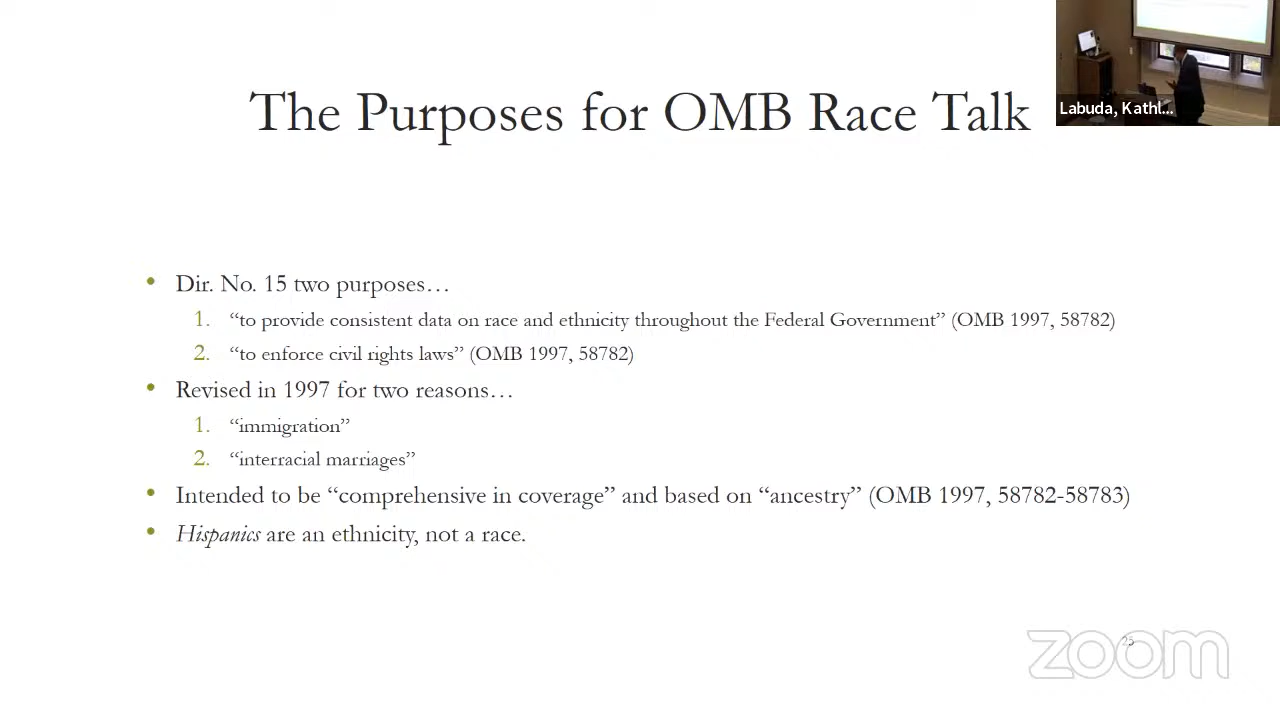 The Purposes for OMB Race Talk
Labuda, Kathl...
• Dir. No. 15 two purposes…
1. “to provide consistent data on race and ethnicity throughout the Federal Government” (OMB 1997, 58782)
2. “to enforce civil rights laws” (OMB 1997, 58782)
• Revised in 1997 for two reasons…
1. “immigration”
2. “interracial marriages”
• Intended to be “comprehensive in coverage” and based on “ancestry” (OMB 1997, 58782-58783)
• Hispanics are an ethnicity, not a race.
25
zoom